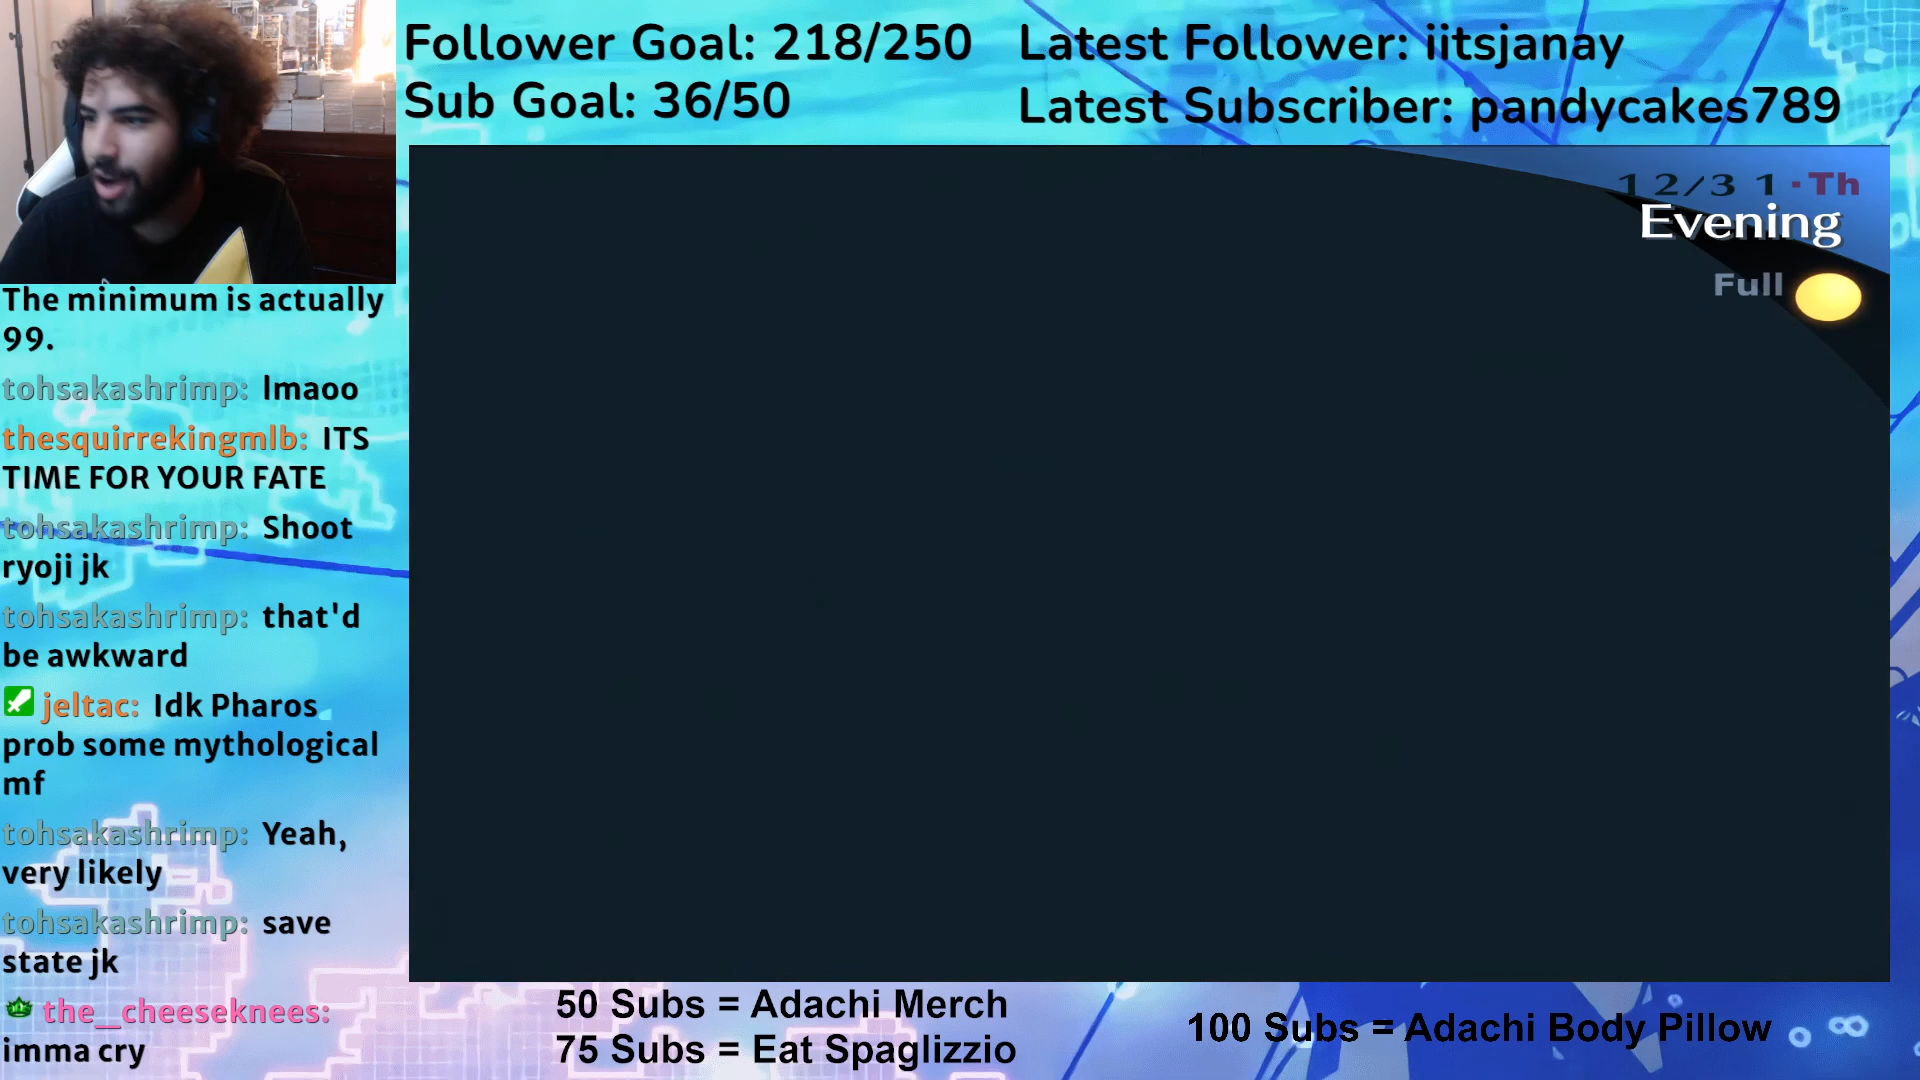 Follower Goal: 218/250
Sub Goal: 36/50
Latest Follower: iitsjanay
Latest Subscriber: pandycakes789
12/31·Th
Evening
Full
The minimum is actually
99.
tohsakashrimp: lmaoo
thesquirrekingmlb: ITS
TIME FOR YOUR FATE
tohsakashrimp: Shoot
ryoji jk
tohsakashrimp: that'd
be awkward
jeltac: Idk Pharos
prob some mythological
mf
tohsakashrimp: Yeah,
very likely
tohsakashrimp: save
state jk
the__cheeseknees:
imma cry
50 Subs = Adachi Merch
75 Subs = Eat Spaglizzio
100 Subs = Adachi Body Pillow